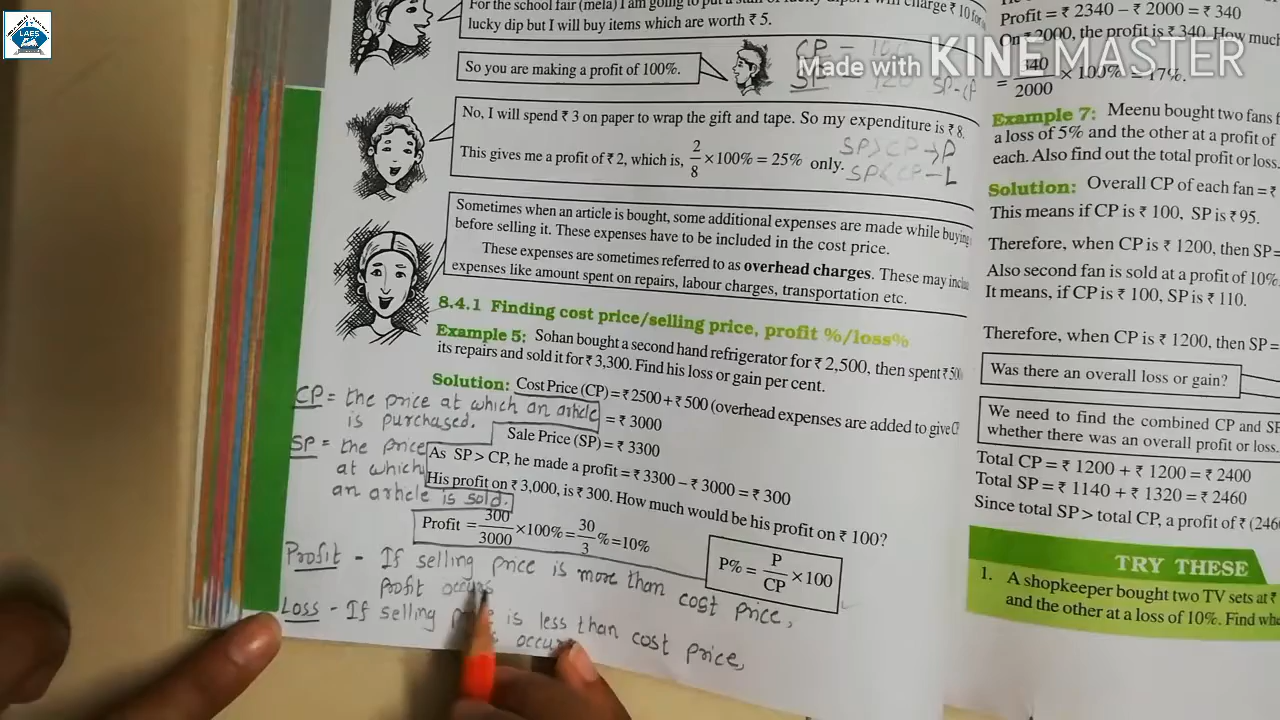 LAES
For the school fair (mela) I am going to put a stall of lucky dips. I will charge ₹ 10 for
lucky dip but I will buy items which are worth ₹ 5.
So you are making a profit of 100%.
CP - 100
SP - 120 SP-CP
No, I will spend ₹ 3 on paper to wrap the gift and tape. So my expenditure is ₹ 8.
This gives me a profit of ₹ 2, which is, 2/8 ×100% = 25% only.
SP > CP → P
SP < CP – L
Sometimes when an article is bought, some additional expenses are made while buying
before selling it. These expenses have to be included in the cost price.
These expenses are sometimes referred to as overhead charges. These may inclu
expenses like amount spent on repairs, labour charges, transportation etc.
8.4.1 Finding cost price/selling price, profit %/loss%
Example 5: Sohan bought a second hand refrigerator for ₹ 2,500, then spent ₹ 500
its repairs and sold it for ₹ 3,300. Find his loss or gain per cent.
Solution: Cost Price (CP) = ₹ 2500 + ₹ 500 (overhead expenses are added to give CP
= ₹ 3000
Sale Price (SP) = ₹ 3300
As SP > CP, he made a profit = ₹ 3300 – ₹ 3000 = ₹ 300
His profit on ₹ 3,000, is ₹ 300. How much would be his profit on ₹ 100?
Profit = 300/3000 ×100% = 30/3 % = 10%
P% = P/CP ×100
CP = the price at which an article
is purchased.
SP = the price
at which
an article is sold.
Profit - If selling price is more than cost price,
Profit occurs
Loss - If selling is less than cost price,
occur
Profit = ₹ 2340 – ₹ 2000 = ₹ 340
On ₹ 2000, the profit is ₹ 340. How much
= 340/2000 ×100% = 17%.
Made with KINEMASTER
Example 7: Meenu bought two fans f
a loss of 5% and the other at a profit of
each. Also find out the total profit or loss.
Solution: Overall CP of each fan = ₹
This means if CP is ₹ 100, SP is ₹ 95.
Therefore, when CP is ₹ 1200, then SP =
Also second fan is sold at a profit of 10%.
It means, if CP is ₹ 100, SP is ₹ 110.
Therefore, when CP is ₹ 1200, then SP =
Was there an overall loss or gain?
We need to find the combined CP and SP
whether there was an overall profit or loss.
Total CP = ₹ 1200 + ₹ 1200 = ₹ 2400
Total SP = ₹ 1140 + ₹ 1320 = ₹ 2460
Since total SP > total CP, a profit of ₹ (246
TRY THESE
1. A shopkeeper bought two TV sets at ₹
and the other at a loss of 10%. Find whe